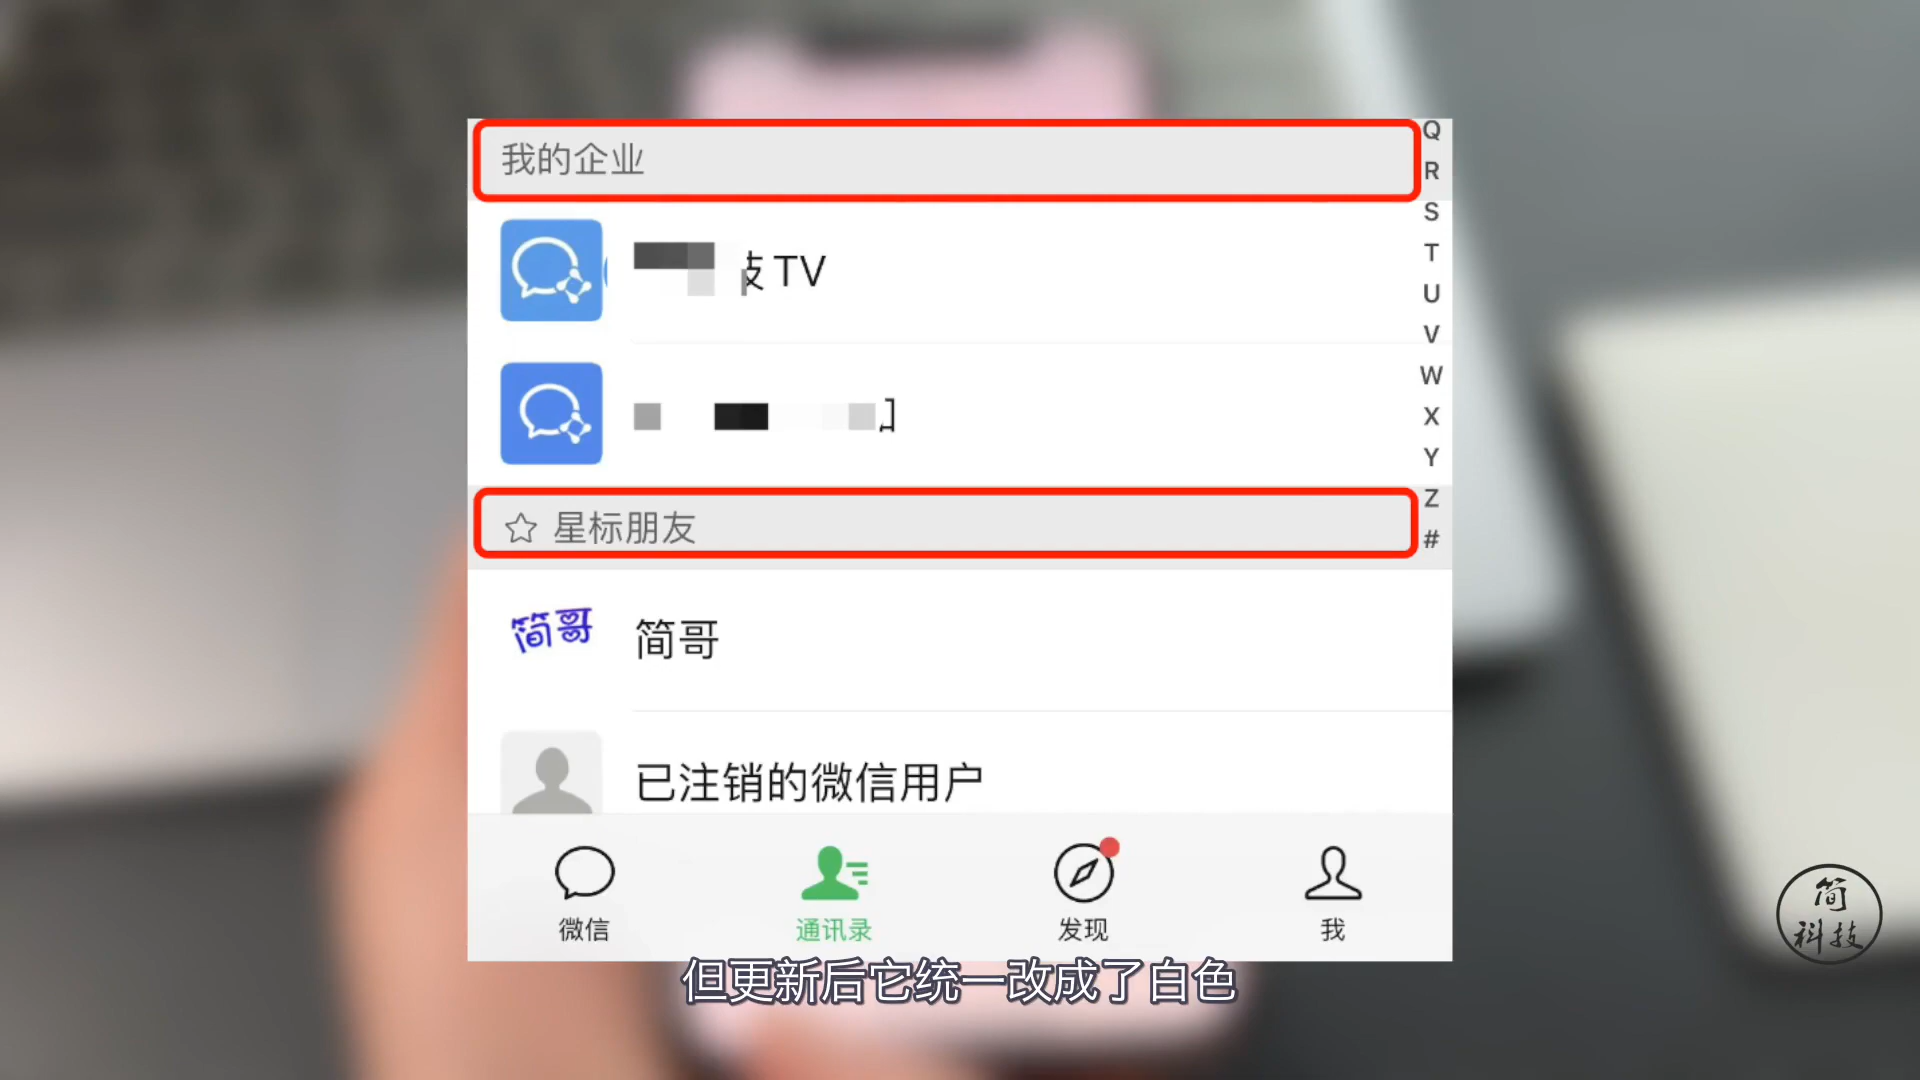 我的企业
Q
R
S
T
U
V
W
X
Y
Z
#
TV
星标朋友
简哥
简哥
已注销的微信用户
微信
通讯录
发现
我
但更新后它统一改成了白色
简
科技